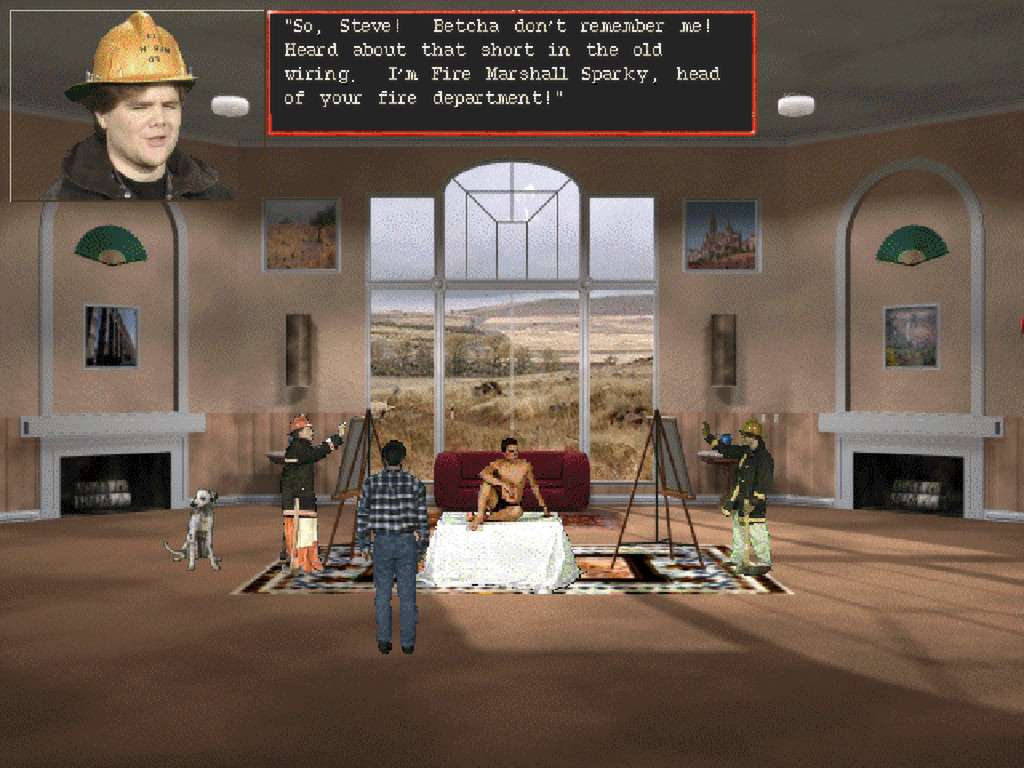 "So, Steve!  Betcha don't remember me!
Heard about that short in the old
wiring.  I'm Fire Marshall Sparky, head
of your fire department!"